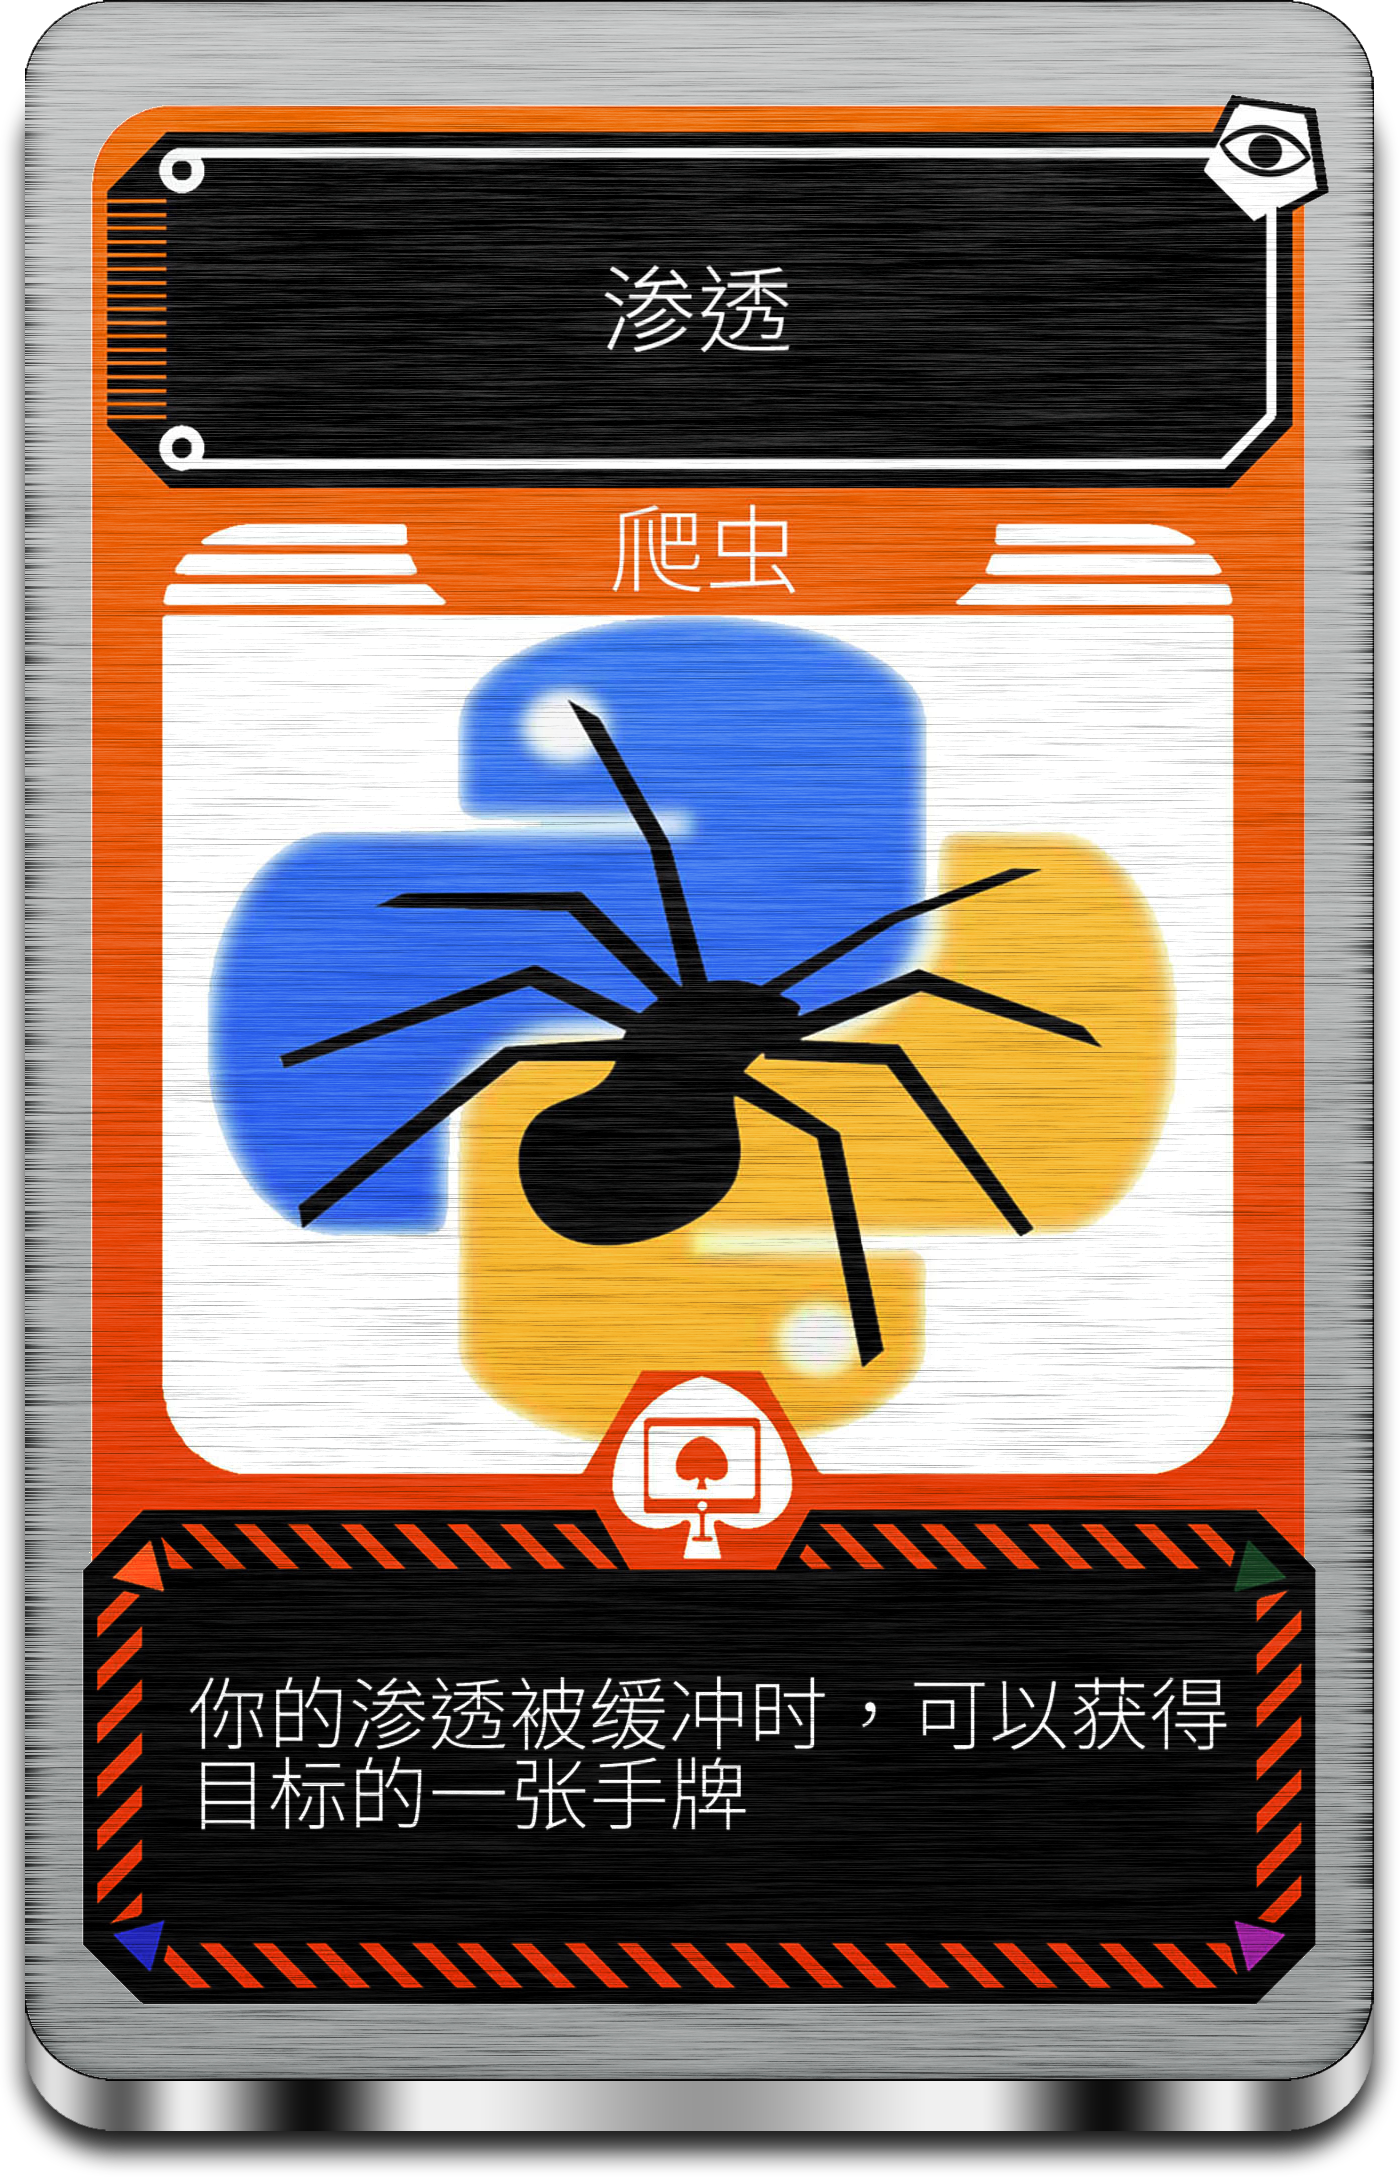 渗透
爬虫
你的渗透被缓冲时，可以获得
目标的一张手牌